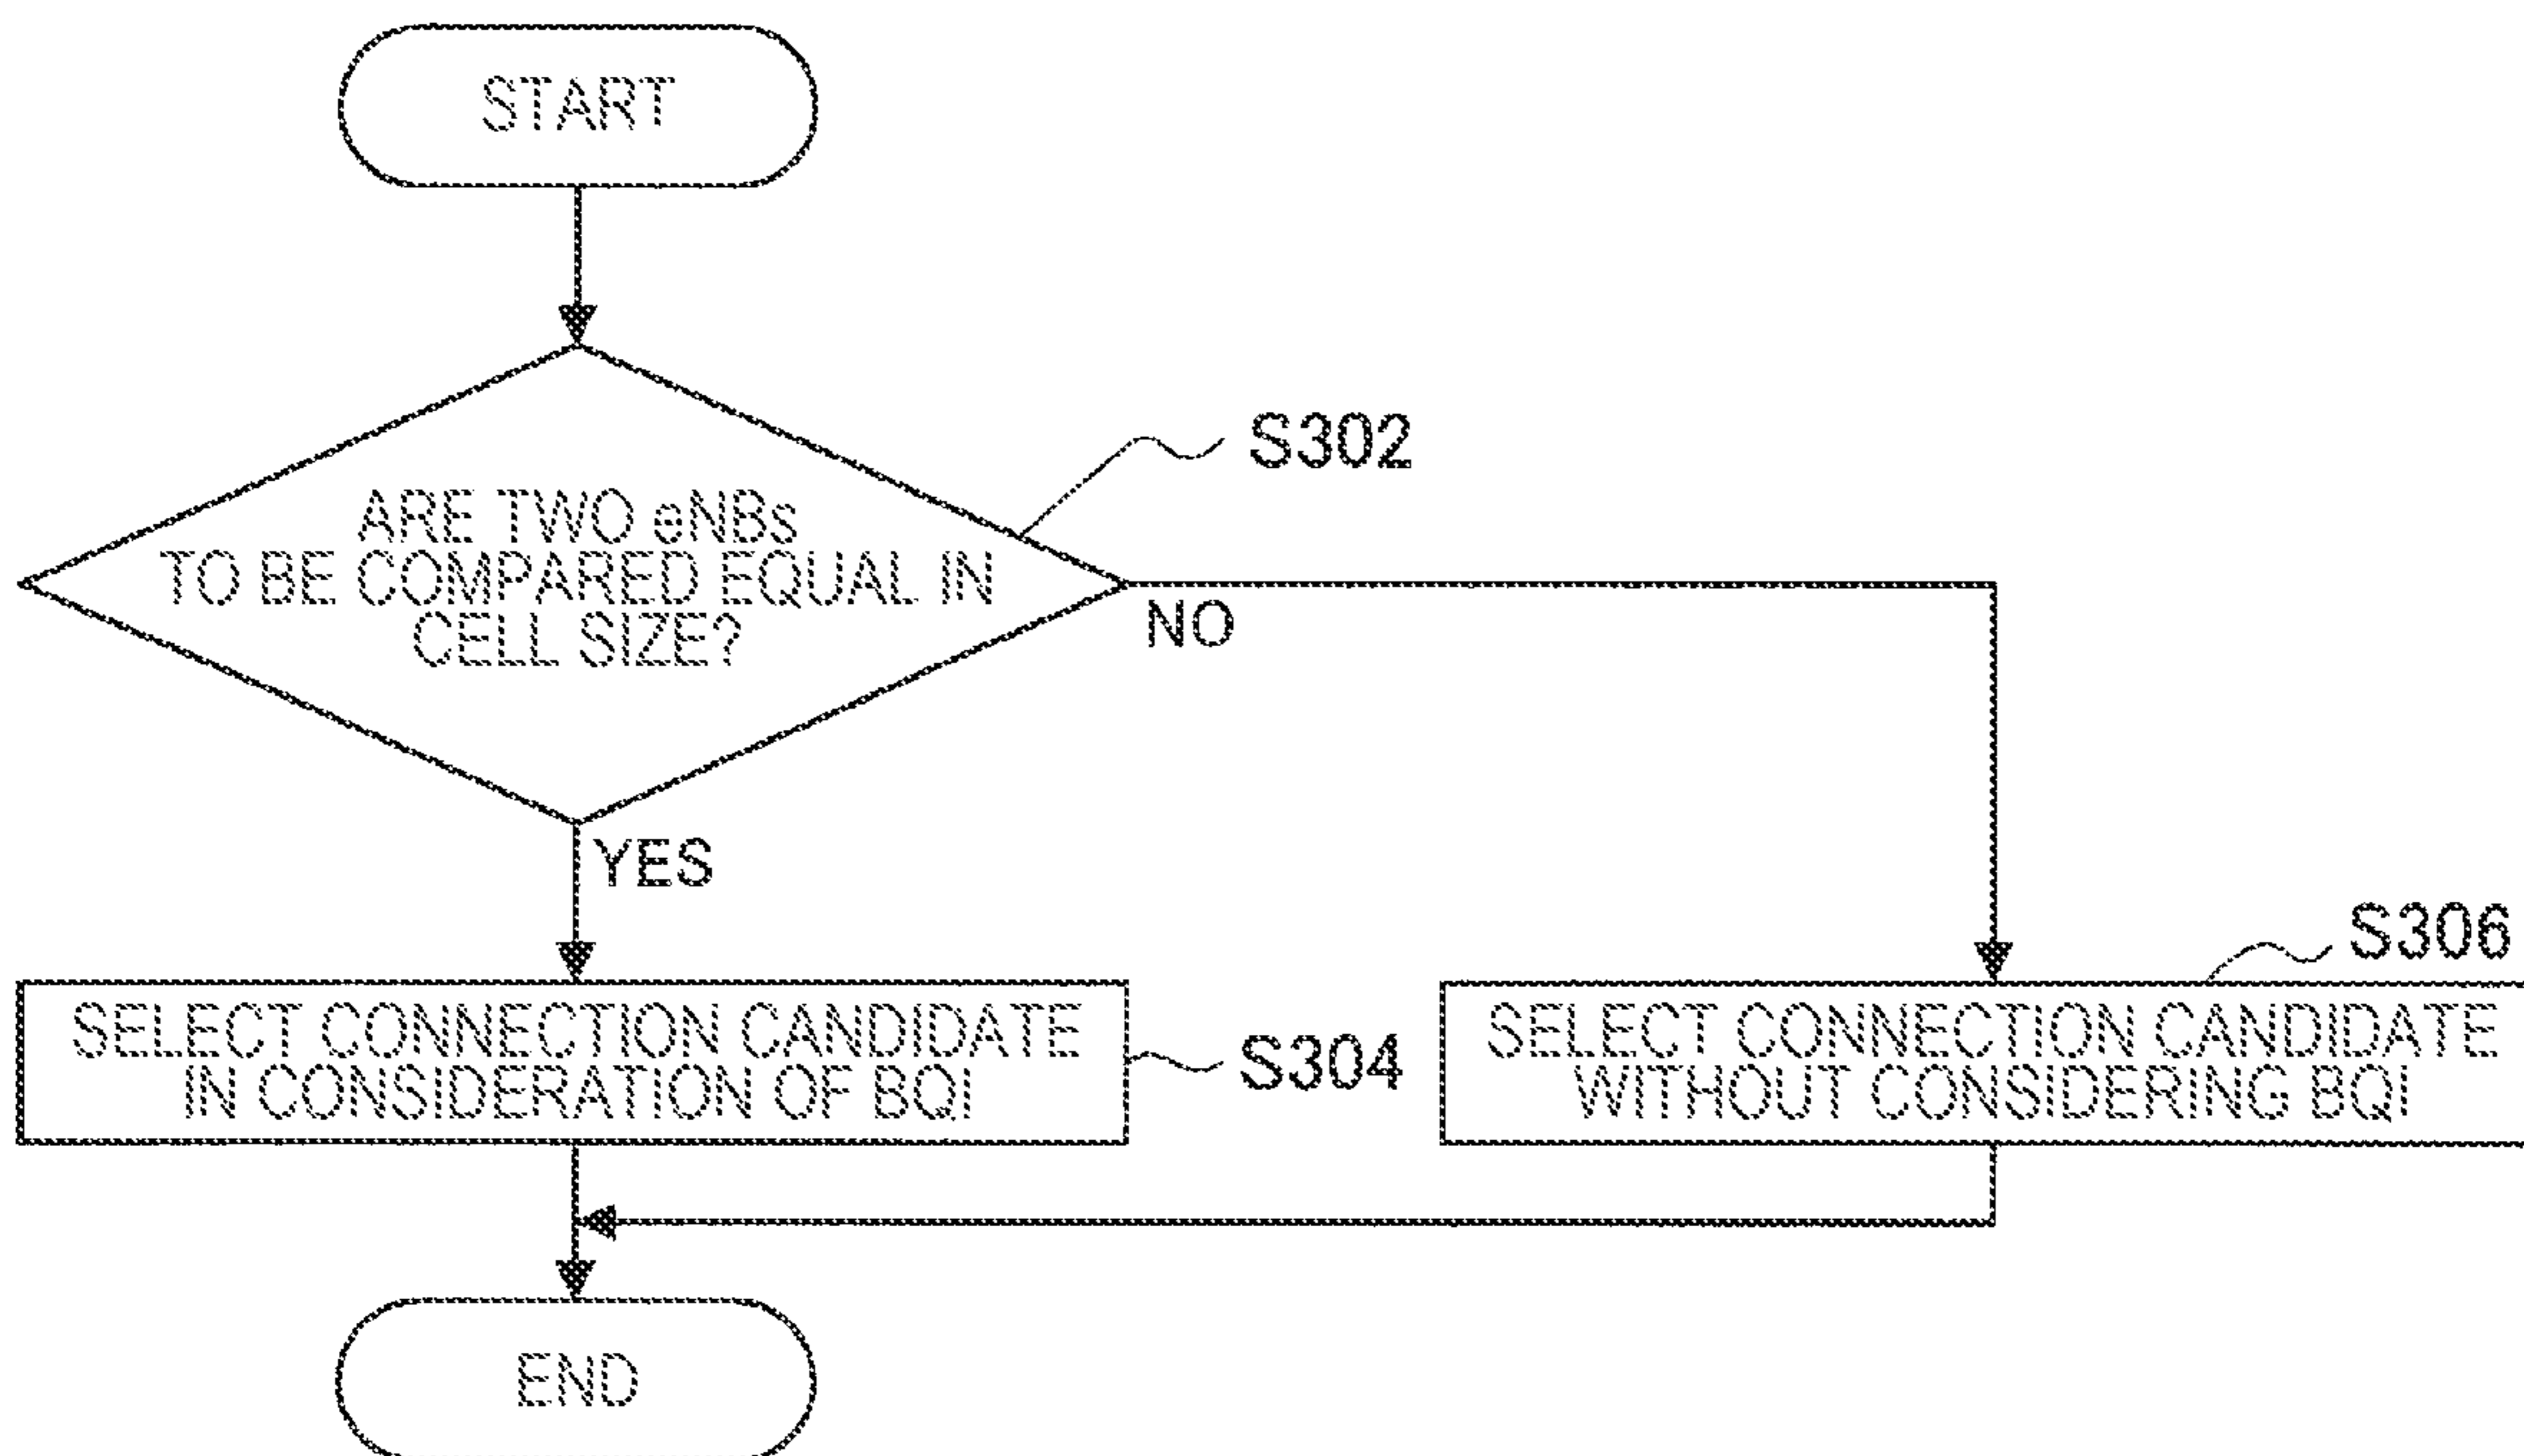 START
S302
ARE TWO eNBs
TO BE COMPARED EQUAL IN
CELL SIZE?
NO
YES
S306
SELECT CONNECTION CANDIDATE
IN CONSIDERATION OF BQI
S304
SELECT CONNECTION CANDIDATE
WITHOUT CONSIDERING BQI
END